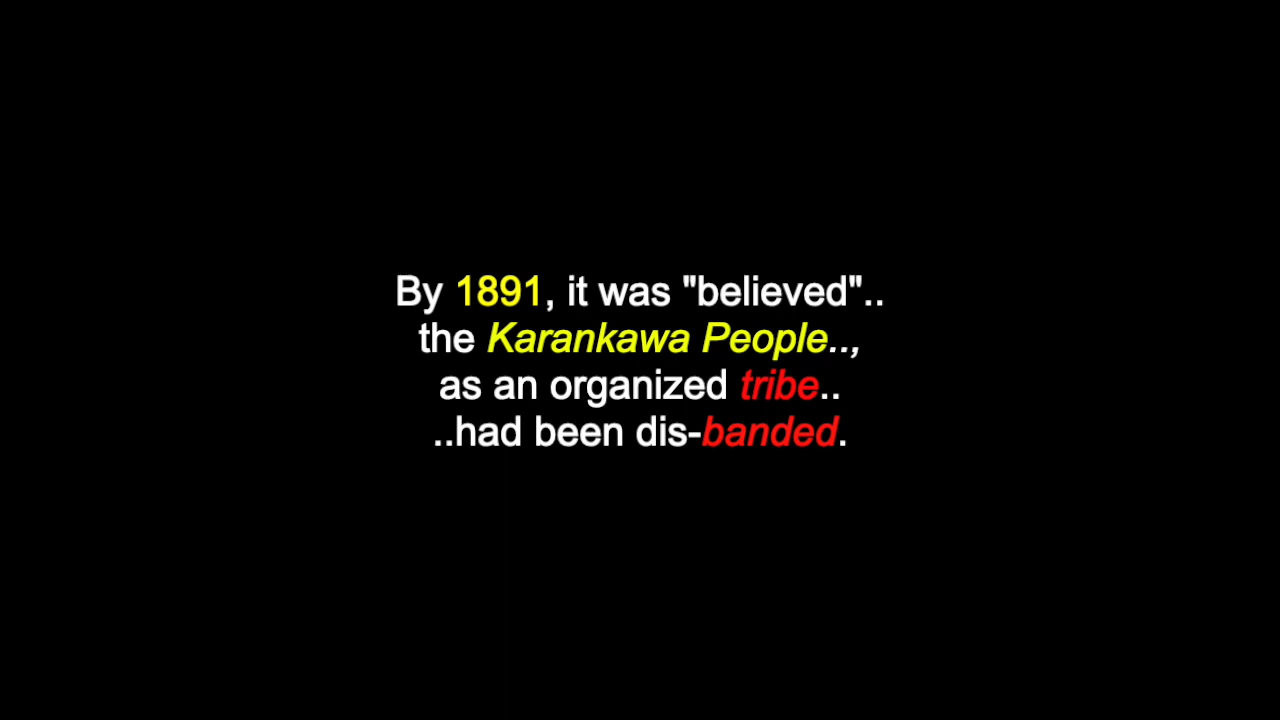 By 1891, it was "believed"..
the Karankawa People..,
as an organized tribe..
..had been dis-banded.